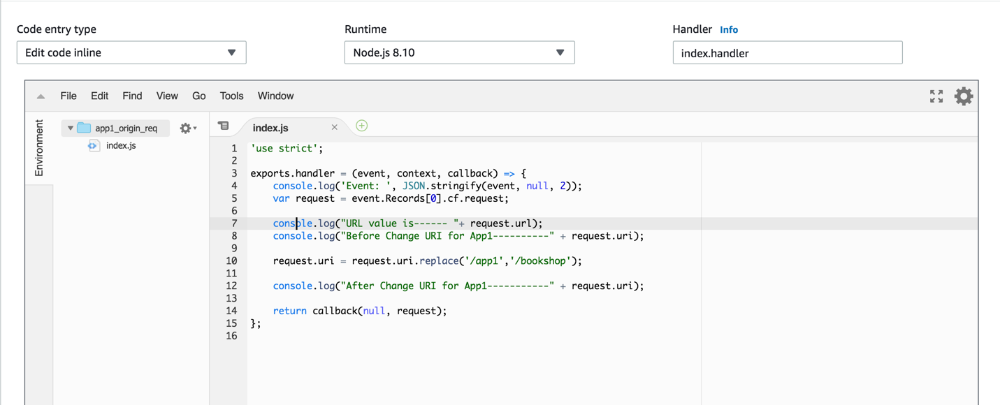 Code entry type
Runtime
Handler Info
Edit code inline
Node.js 8.10
index.handler
File Edit Find View Go Tools Window
Environment
app1_origin_req
index.js
index.js
1 'use strict';
2
3 exports.handler = (event, context, callback) => {
4 console.log('Event: ', JSON.stringify(event, null, 2));
5 var request = event.Records[0].cf.request;
6
7 console.log("URL value is------ "+ request.url);
8 console.log("Before Change URI for App1----------" + request.uri);
9
10 request.uri = request.uri.replace('/app1','/bookshop');
11
12 console.log("After Change URI for App1-----------" + request.uri);
13
14 return callback(null, request);
15 };
16